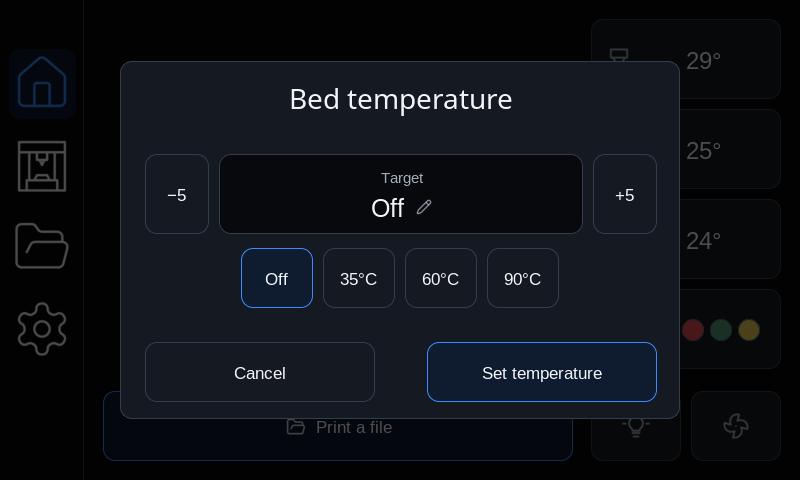 29°
Bed temperature
25°
−5
Target
Off
+5
24°
Off
35°C
60°C
90°C
Cancel
Set temperature
Print a file